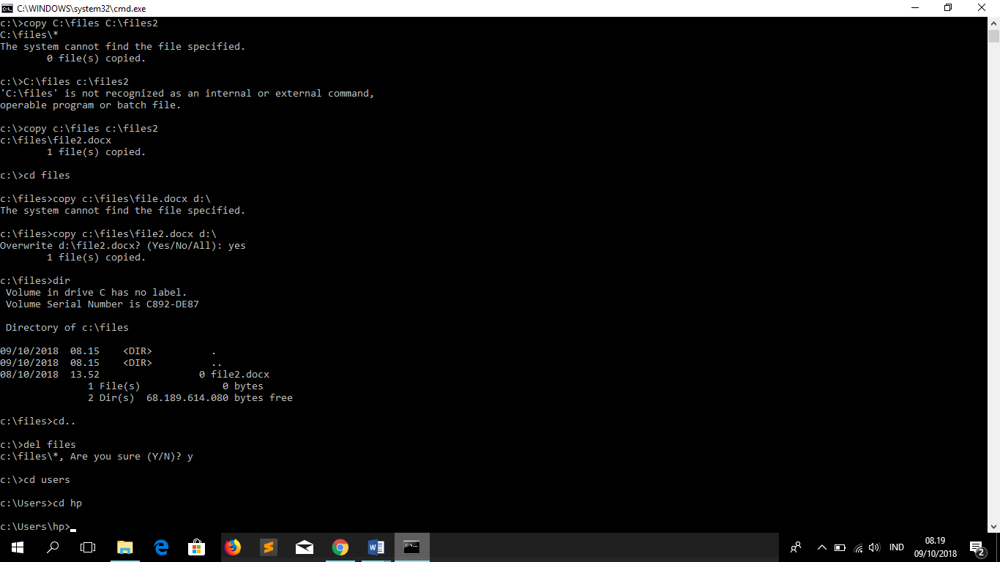 C:\WINDOWS\system32\cmd.exe
c:\>copy C:\files C:\files2
C:\files\*
The system cannot find the file specified.
        0 file(s) copied.
c:\>C:\files c:\files2
'C:\files' is not recognized as an internal or external command,
operable program or batch file.
c:\>copy c:\files c:\files2
c:\files\file2.docx
        1 file(s) copied.
c:\>cd files
c:\files>copy c:\files\file.docx d:\
The system cannot find the file specified.
c:\files>copy c:\files\file2.docx d:\
Overwrite d:\file2.docx? (Yes/No/All): yes
        1 file(s) copied.
c:\files>dir
 Volume in drive C has no label.
 Volume Serial Number is C892-DE87
 Directory of c:\files
09/10/2018  08.15    <DIR>          .
09/10/2018  08.15    <DIR>          ..
08/10/2018  13.52                 0 file2.docx
               1 File(s)              0 bytes
               2 Dir(s)  68.189.614.080 bytes free
c:\files>cd..
c:\>del files
c:\files\*, Are you sure (Y/N)? y
c:\>cd users
c:\Users>cd hp
c:\Users\hp>
IND
08.19
09/10/2018
2